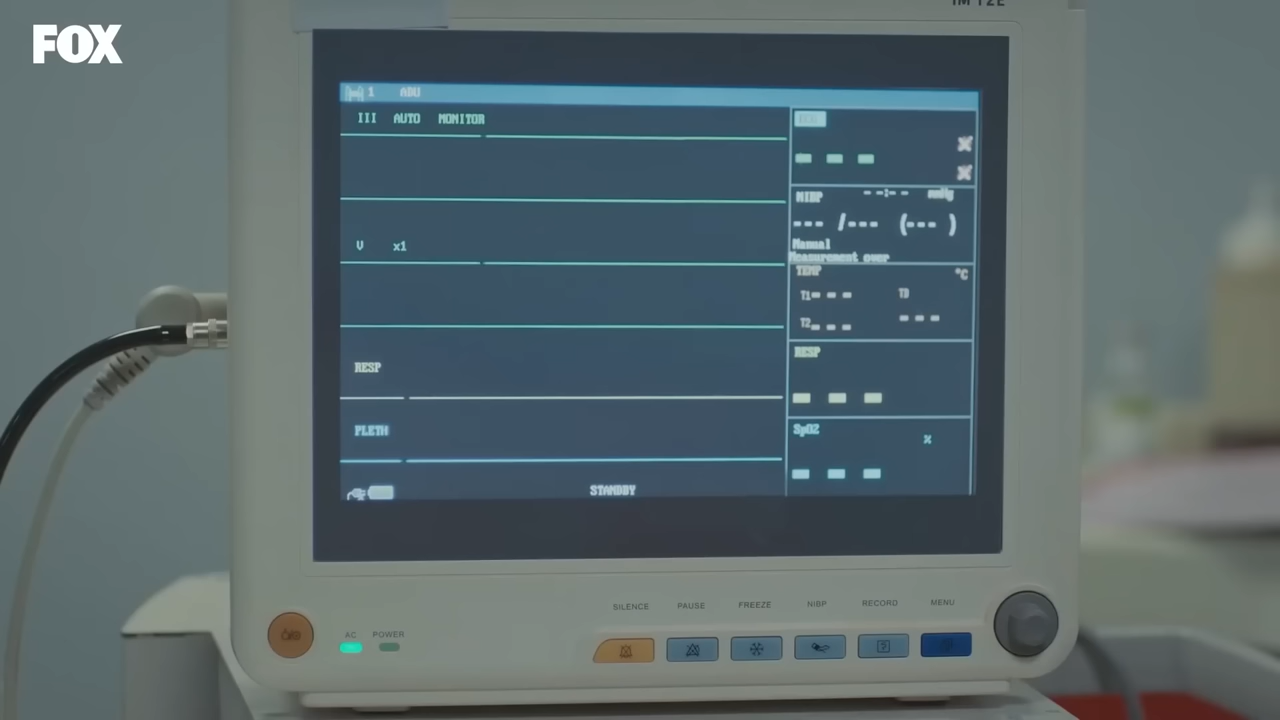 FOX
1 ADU
III AUTO MONITOR
NIBP --:-- mmHg
--- /--- (--- )
V x1
Manual
Measurement over
TEMP °C
T1--- TD
T2--- ---
RESP
RESP
---
PLETH
SpO2 %
---
STANDBY
SILENCE PAUSE FREEZE NIBP RECORD MENU
AC POWER